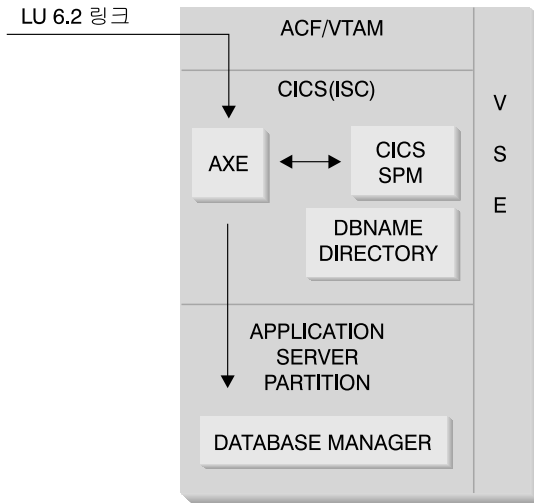 LU 6.2 링크
ACF/VTAM
CICS(ISC)
AXE
CICS
SPM
DBNAME
DIRECTORY
APPLICATION
SERVER
PARTITION
DATABASE MANAGER
V
S
E